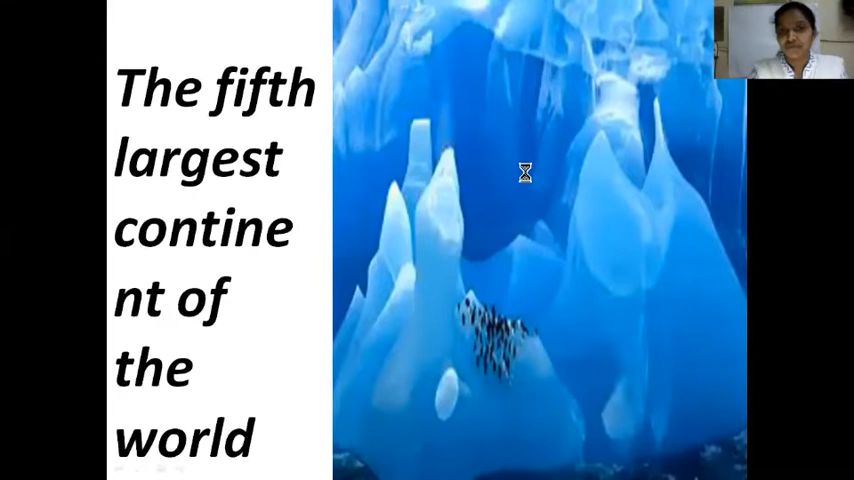 The fifth
largest
contine
nt of
the
world